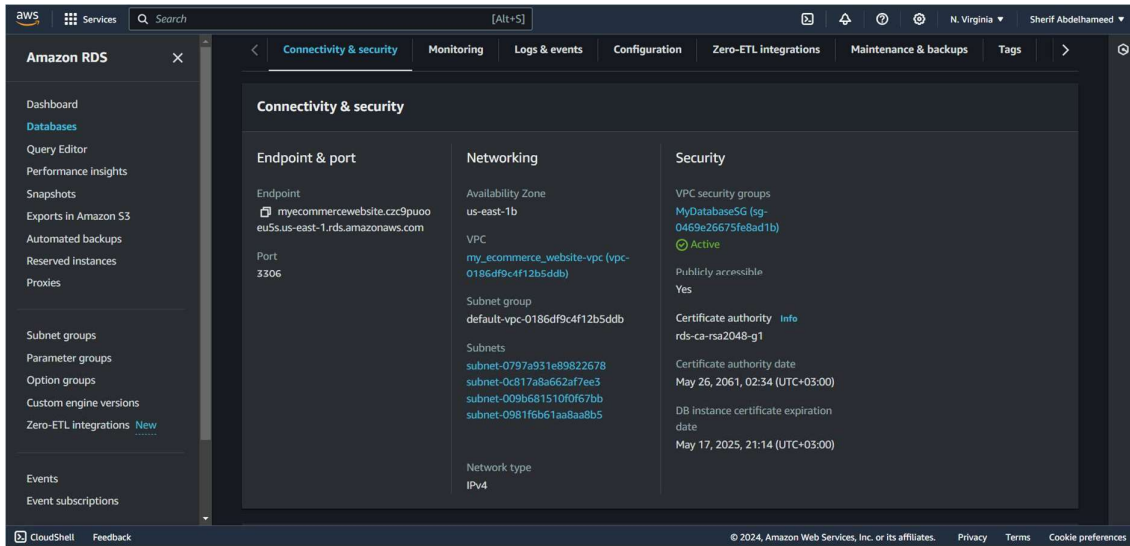 aws
Services
Search
[Alt+S]
N. Virginia
Sherif Abdelhameed
Amazon RDS
Dashboard
Databases
Query Editor
Performance insights
Snapshots
Exports in Amazon S3
Automated backups
Reserved instances
Proxies
Subnet groups
Parameter groups
Option groups
Custom engine versions
Zero-ETL integrations New
Events
Event subscriptions
Connectivity & security
Monitoring
Logs & events
Configuration
Zero-ETL integrations
Maintenance & backups
Tags
Connectivity & security
Endpoint & port
Endpoint
myecommercewebsite.czc9puoo
eu5s.us-east-1.rds.amazonaws.com
Port
3306
Networking
Availability Zone
us-east-1b
VPC
my_ecommerce_website-vpc (vpc-
0186df9c4f12b5ddb)
Subnet group
default-vpc-0186df9c4f12b5ddb
Subnets
subnet-0797a931e89822678
subnet-0c817a8a662af7ee3
subnet-009b681510f0f67bb
subnet-0981f6b61aa8aa8b5
Network type
IPv4
Security
VPC security groups
MyDatabaseSG (sg-
0469e26675fe8ad1b)
Active
Publicly accessible
Yes
Certificate authority Info
rds-ca-rsa2048-g1
Certificate authority date
May 26, 2061, 02:34 (UTC+03:00)
DB instance certificate expiration
date
May 17, 2025, 21:14 (UTC+03:00)
CloudShell
Feedback
© 2024, Amazon Web Services, Inc. or its affiliates.
Privacy
Terms
Cookie preferences